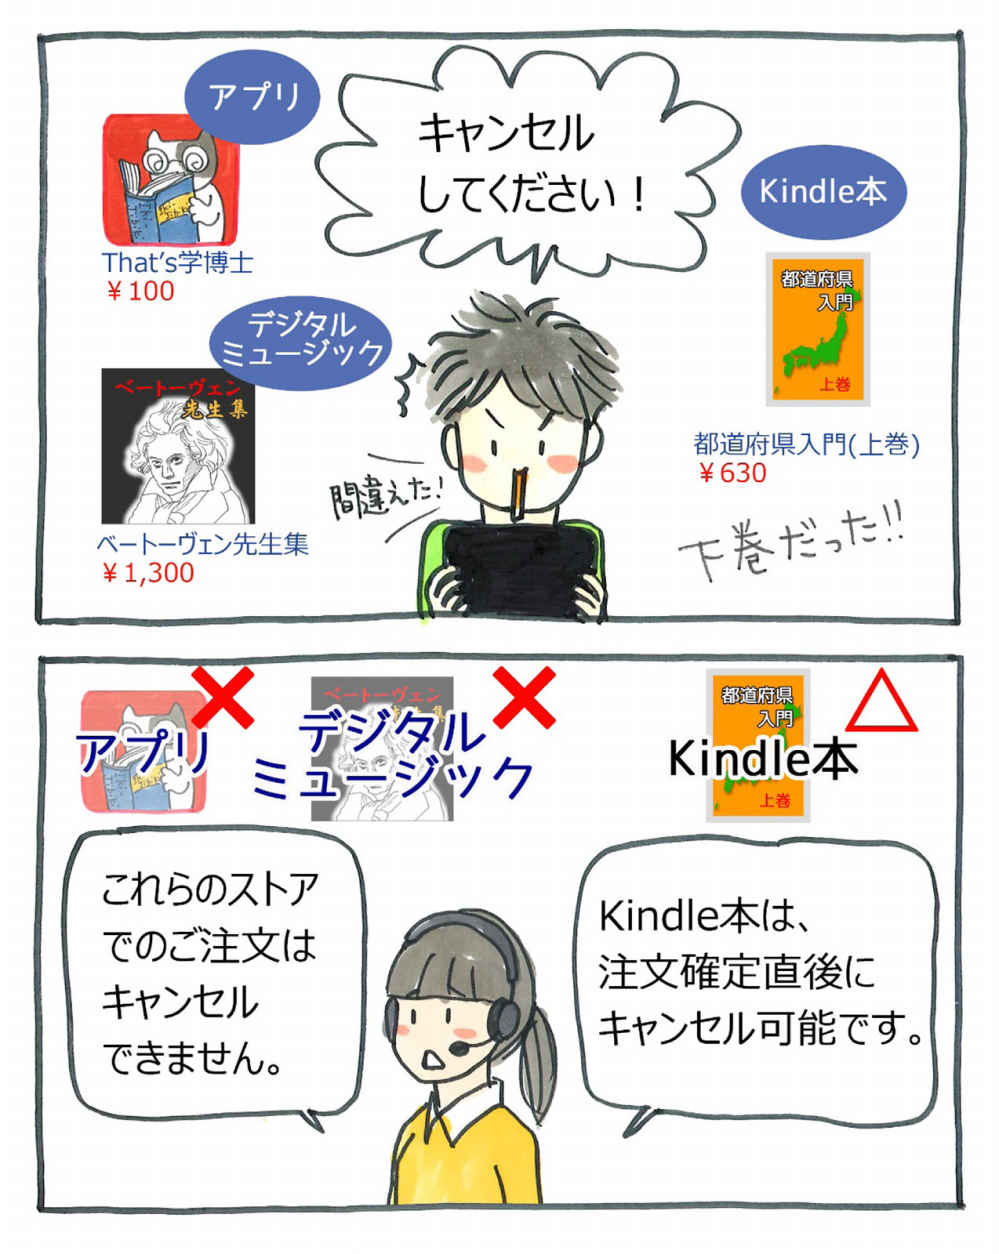 アプリ
キャンセル
してください！
Kindle本
That's学博士
￥100
都道府県
入門
上巻
デジタル
ミュージック
ベートーヴェン
先生集
都道府県入門(上巻)
￥630
間違えた!
下巻だった!!
ベートーヴェン先生集
￥1,300
アプリ
ベートーヴェン
デジタル
ミュージック
都道府県
入門
Kindle本
上巻
これらのストア
でのご注文は
キャンセル
できません。
Kindle本は、
注文確定直後に
キャンセル可能です。